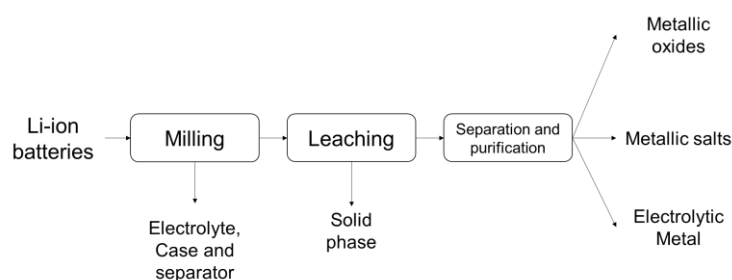 Metallic
oxides
Li-ion
batteries
Milling
Leaching
Separation and
purification
Metallic salts
Electrolyte,
Case and
separator
Solid
phase
Electrolytic
Metal